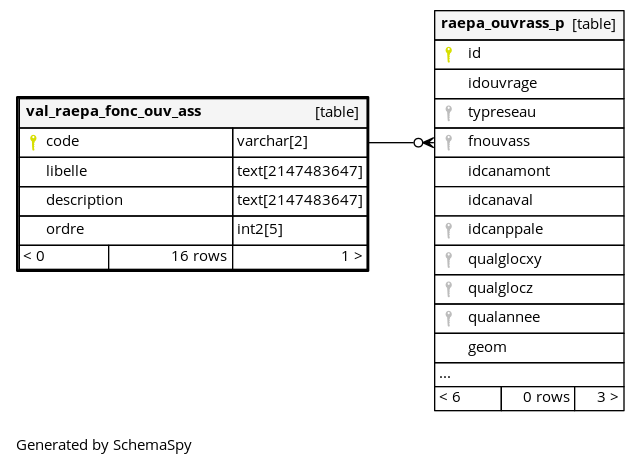 val_raepa_fonc_ouv_ass [table]
code varchar[2]
libelle text[2147483647]
description text[2147483647]
ordre int2[5]
< 0 16 rows 1 >
raepa_ouvrass_p [table]
id
idouvrage
typreseau
fnouvass
idcanamont
idcanaval
idcanppale
qualglocxy
qualglocz
qualannee
geom
...
< 6 0 rows 3 >
Generated by SchemaSpy